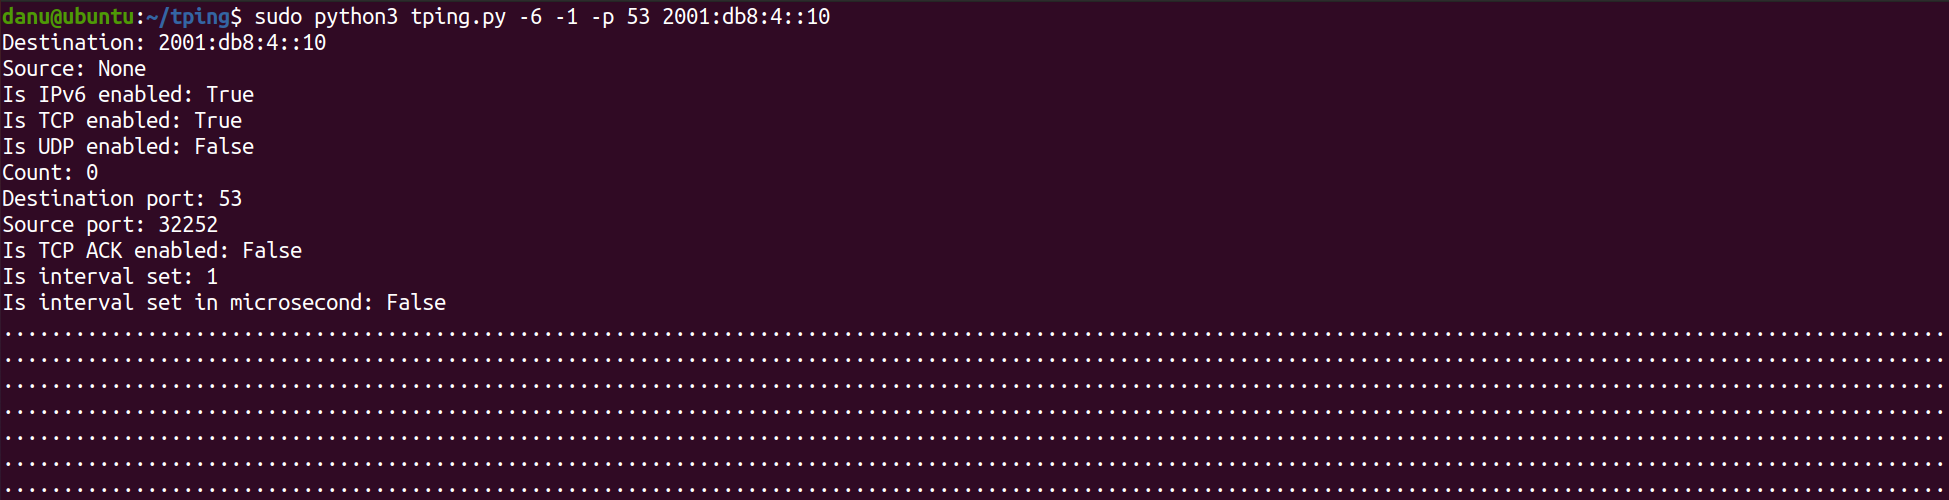 danu@ubuntu:~/tping$ sudo python3 tping.py -6 -1 -p 53 2001:db8:4::10
Destination: 2001:db8:4::10
Source: None
Is IPv6 enabled: True
Is TCP enabled: True
Is UDP enabled: False
Count: 0
Destination port: 53
Source port: 32252
Is TCP ACK enabled: False
Is interval set: 1
Is interval set in microsecond: False
..................................................................................................................................................................
..................................................................................................................................................................
..................................................................................................................................................................
..................................................................................................................................................................
..................................................................................................................................................................
..................................................................................................................................................................
..................................................................................................................................................................